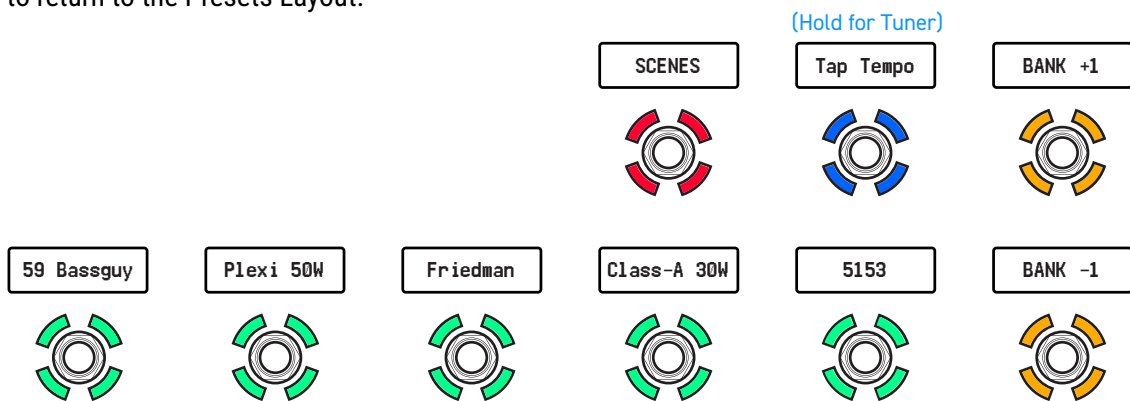 to return to the Presets Layout.
(Hold for Tuner)
SCENES Tap Tempo BANK +1
59 Bassguy Plexi 50W Friedman Class-A 30W 5153 BANK -1